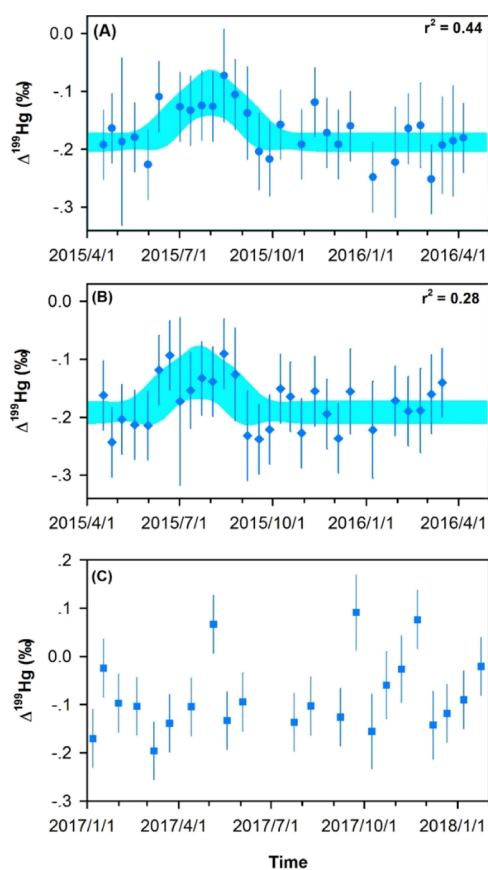 (A)
r² = 0.44
Δ¹⁹⁹Hg (‰)
0.0
-.1
-.2
-.3
2015/4/1 2015/7/1 2015/10/1 2016/1/1 2016/4/1
(B)
r² = 0.28
Δ¹⁹⁹Hg (‰)
0.0
-.1
-.2
-.3
2015/4/1 2015/7/1 2015/10/1 2016/1/1 2016/4/1
(C)
Δ¹⁹⁹Hg (‰)
.2
.1
0.0
-.1
-.2
-.3
2017/1/1 2017/4/1 2017/7/1 2017/10/1 2018/1/1
Time